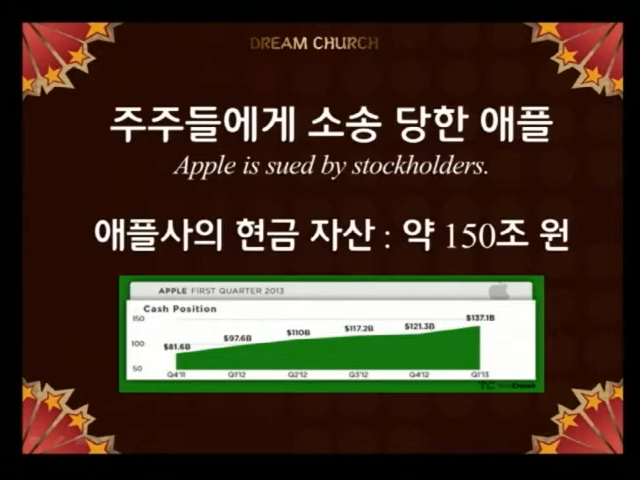 DREAM CHURCH
주주들에게 소송 당한 애플
Apple is sued by stockholders.
애플사의 현금 자산 : 약 150조 원
APPLE FIRST QUARTER 2013
Cash Position
150
100
50
$81.6B
$97.6B
$110B
$117.2B
$121.3B
$137.1B
Q4'11
Q1'12
Q2'12
Q3'12
Q4'12
Q1'13
TC